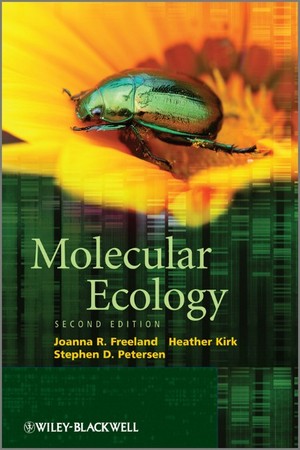 Molecular
Ecology
SECOND EDITION
Joanna R. Freeland Heather Kirk
Stephen D. Petersen
WILEY-BLACKWELL